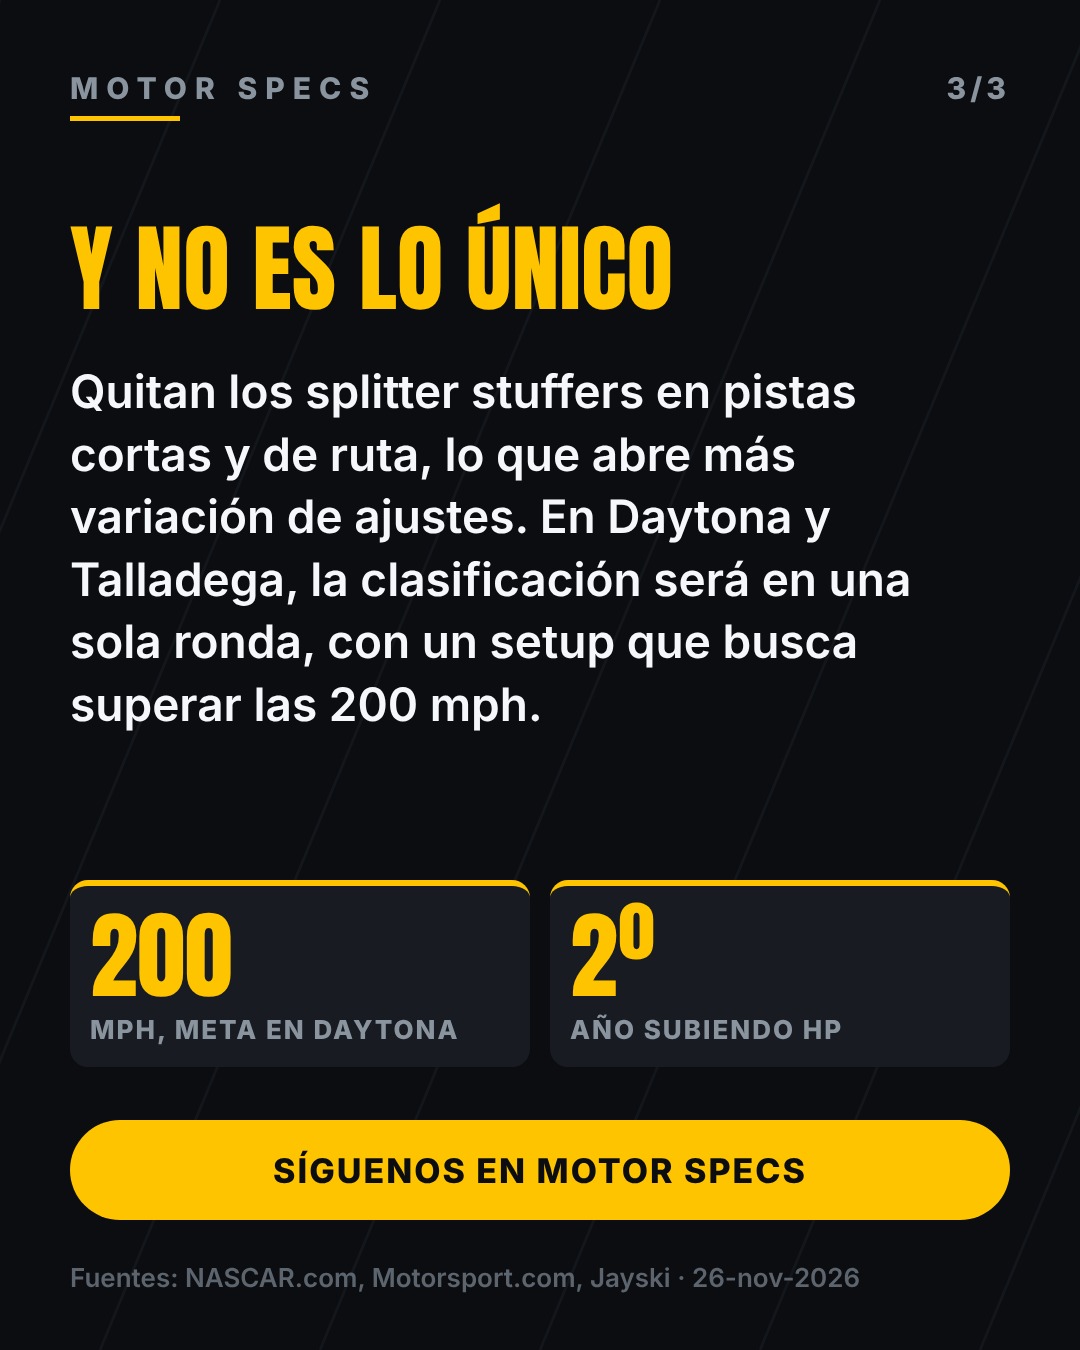 MOTOR SPECS
3/3
Y NO ES LO ÚNICO
Quitan los splitter stuffers en pistas
cortas y de ruta, lo que abre más
variación de ajustes. En Daytona y
Talladega, la clasificación será en una
sola ronda, con un setup que busca
superar las 200 mph.
200
MPH, META EN DAYTONA
2º
AÑO SUBIENDO HP
SÍGUENOS EN MOTOR SPECS
Fuentes: NASCAR.com, Motorsport.com, Jayski · 26-nov-2026